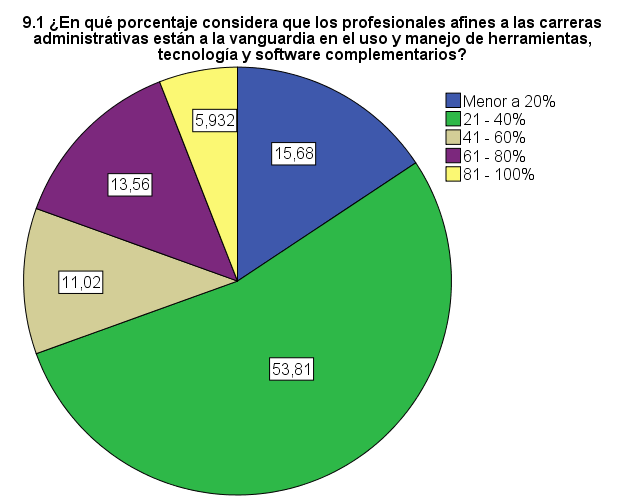 9.1 ¿En qué porcentaje considera que los profesionales afines a las carreras
administrativas están a la vanguardia en el uso y manejo de herramientas,
tecnología y software complementarios?
Menor a 20%
21 - 40%
41 - 60%
61 - 80%
81 - 100%
5,932
15,68
13,56
11,02
53,81